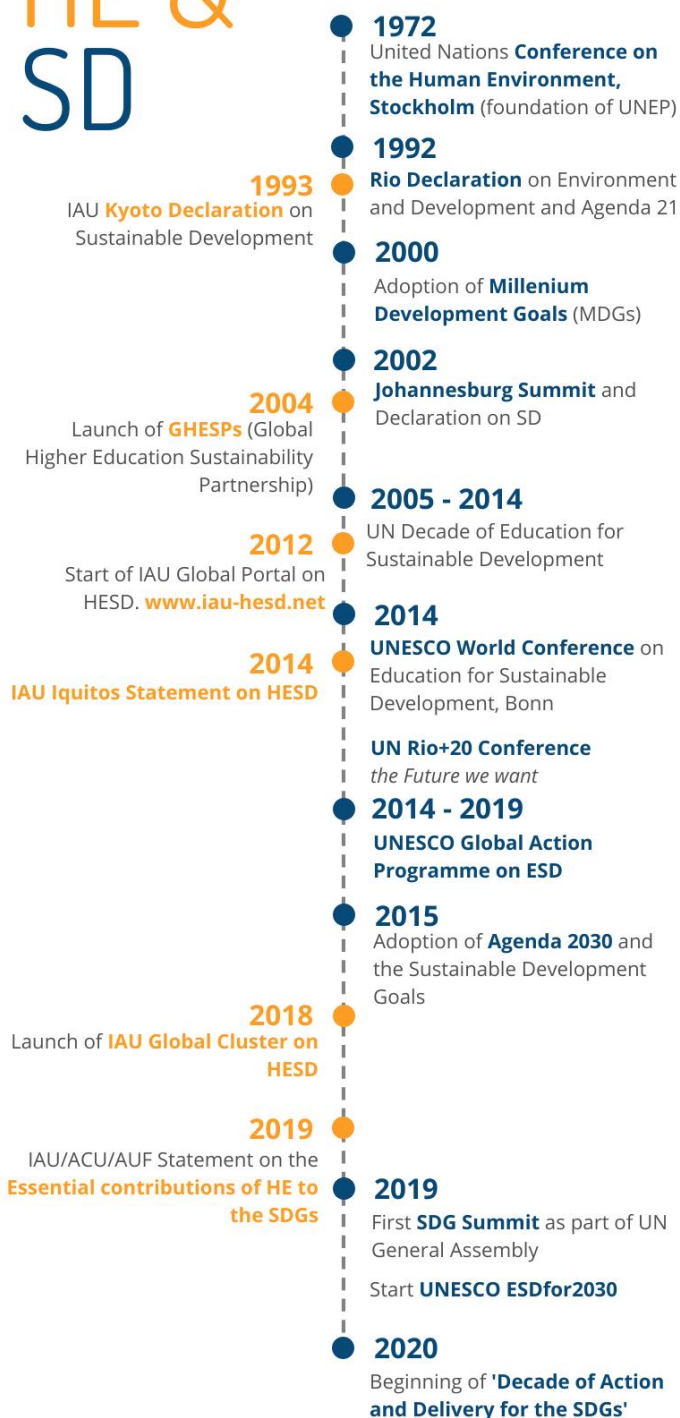 HE &
SD
1972
United Nations Conference on
the Human Environment,
Stockholm (foundation of UNEP)
1992
Rio Declaration on Environment
and Development and Agenda 21
1993
IAU Kyoto Declaration on
Sustainable Development
2000
Adoption of Millenium
Development Goals (MDGs)
2002
Johannesburg Summit and
Declaration on SD
2004
Launch of GHESPs (Global
Higher Education Sustainability
Partnership)
2005 - 2014
UN Decade of Education for
Sustainable Development
2012
Start of IAU Global Portal on
HESD. www.iau-hesd.net
2014
UNESCO World Conference on
Education for Sustainable
Development, Bonn
2014
IAU Iquitos Statement on HESD
UN Rio+20 Conference
the Future we want
2014 - 2019
UNESCO Global Action
Programme on ESD
2015
Adoption of Agenda 2030 and
the Sustainable Development
Goals
2018
Launch of IAU Global Cluster on
HESD
2019
IAU/ACU/AUF Statement on the
Essential contributions of HE to
the SDGs
2019
First SDG Summit as part of UN
General Assembly
Start UNESCO ESDfor2030
2020
Beginning of 'Decade of Action
and Delivery for the SDGs'